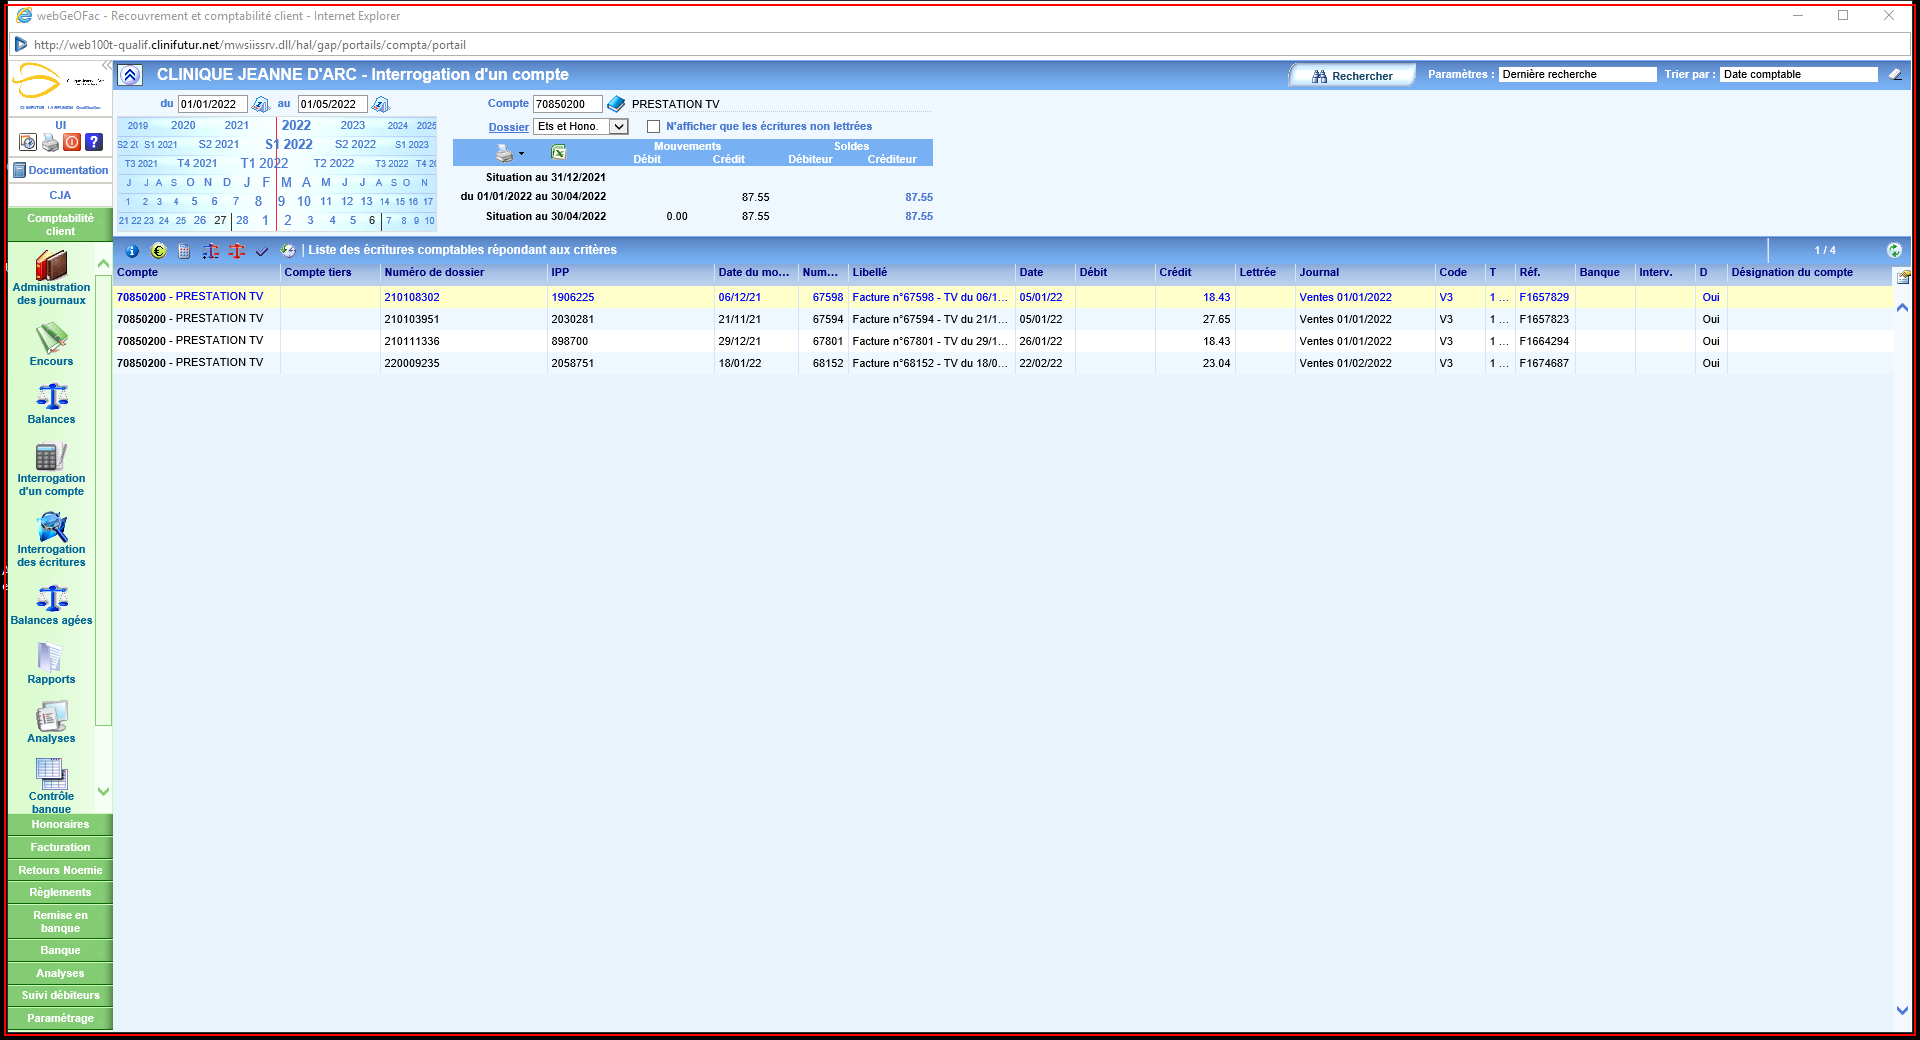 webGeOFac - Recouvrement et comptabilité client - Internet Explorer
http://web100t-qualif.clinifutur.net/mwsiissrv.dll/hal/gap/portails/compta/portail
CLINIQUE JEANNE D'ARC - Interrogation d'un compte
Rechercher
Paramètres : Dernière recherche
Trier par : Date comptable
UI
Documentation
CJA
Comptabilité
client
Administration
des journaux
Encours
Balances
Interrogation
d'un compte
Interrogation
des écritures
Balances agées
Rapports
Analyses
Contrôle
banque
Honoraires
Facturation
Retours Noemie
Règlements
Remise en
banque
Banque
Analyses
Suivi débiteurs
Paramétrage
du 01/01/2022 au 01/05/2022
2019 2020 2021 2022 2023 2024 2025
S2 2( S1 2021 S2 2021 S1 2022 S2 2022 S1 2023
T3 2021 T4 2021 T1 2022 T2 2022 T3 2022 T4 2(
J J A S O N D J F M A M J J A S O N
1 2 3 4 5 6 7 8 9 10 11 12 13 14 15 16 17
21 22 23 24 25 26 27 28 1 2 3 4 5 6 7 8 9 10
Compte 70850200 PRESTATION TV
Dossier Ets et Hono. N'afficher que les écritures non lettrées
Mouvements Soldes
Débit Crédit Débiteur Créditeur
Situation au 31/12/2021
du 01/01/2022 au 30/04/2022 87.55 87.55
Situation au 30/04/2022 0.00 87.55 87.55
Liste des écritures comptables répondant aux critères 1 / 4
Compte Compte tiers Numéro de dossier IPP Date du mo... Num... Libellé Date Débit Crédit Lettrée Journal Code T Réf. Banque Interv. D Désignation du compte
70850200 - PRESTATION TV 210108302 1906225 06/12/21 67598 Facture n°67598 - TV du 06/1... 05/01/22 18.43 Ventes 01/01/2022 V3 1 ... F1657829 Oui
70850200 - PRESTATION TV 210103951 2030281 21/11/21 67594 Facture n°67594 - TV du 21/1... 05/01/22 27.65 Ventes 01/01/2022 V3 1 ... F1657823 Oui
70850200 - PRESTATION TV 210111336 898700 29/12/21 67801 Facture n°67801 - TV du 29/1... 26/01/22 18.43 Ventes 01/01/2022 V3 1 ... F1664294 Oui
70850200 - PRESTATION TV 220009235 2058751 18/01/22 68152 Facture n°68152 - TV du 18/0... 22/02/22 23.04 Ventes 01/02/2022 V3 1 ... F1674687 Oui